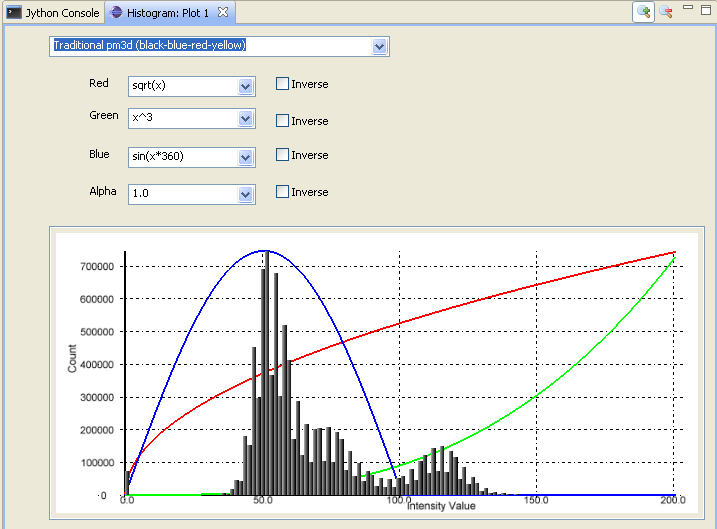 Jython Console Histogram: Plot 1
Traditional pm3d (black-blue-red-yellow)
Red sqrt(x) Inverse
Green x^3 Inverse
Blue sin(x*360) Inverse
Alpha 1.0 Inverse
700000
600000
500000
400000
300000
200000
100000
0
Count
0.0 50.0 100.0 150.0 200.0
Intensity Value